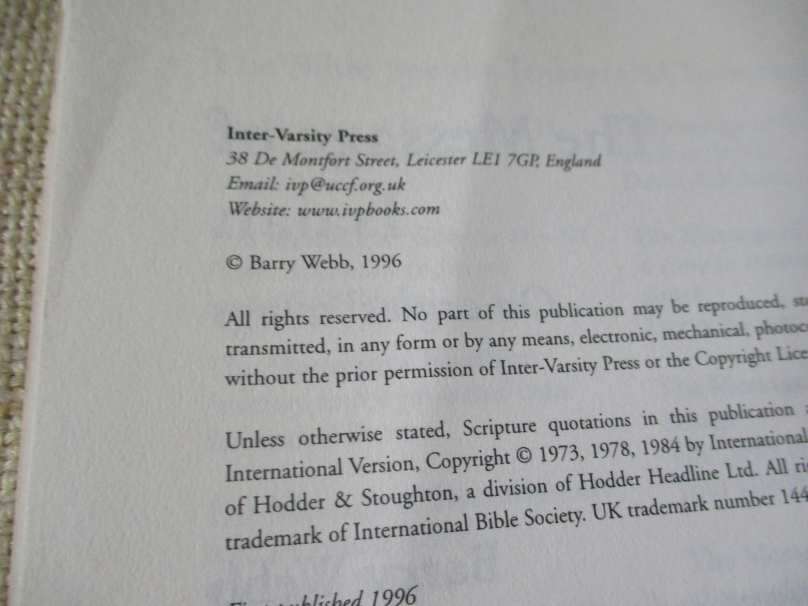 Inter-Varsity Press
38 De Montfort Street, Leicester LE1 7GP, England
Email: ivp@uccf.org.uk
Website: www.ivpbooks.com
© Barry Webb, 1996
All rights reserved. No part of this publication may be reproduced,
transmitted, in any form or by any means, electronic, mechanical,
without the prior permission of Inter-Varsity Press or the Copyright
Unless otherwise stated, Scripture quotations in this publication
International Version, Copyright © 1973, 1978, 1984 by International
of Hodder & Stoughton, a division of Hodder Headline Ltd. All
trademark of International Bible Society. UK trademark number
published 1996